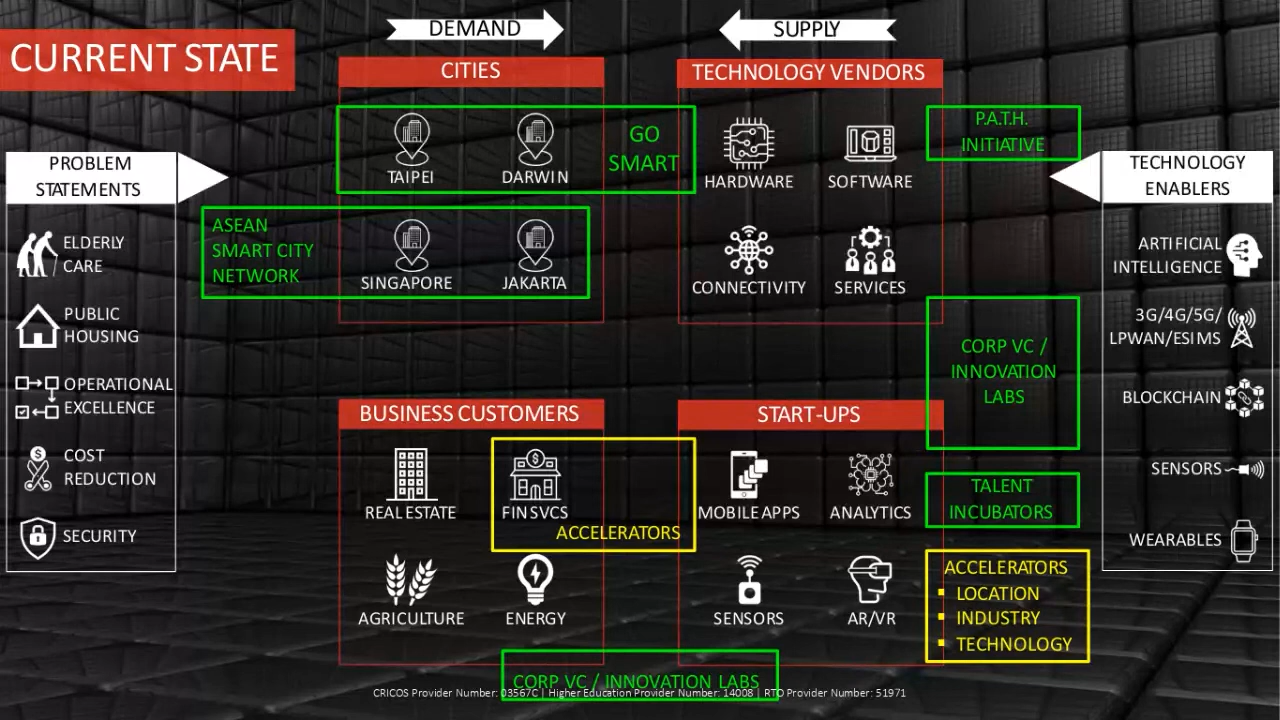 DEMAND
SUPPLY
CURRENT STATE
CITIES
TECHNOLOGY VENDORS
TAIPEI
DARWIN
GO
SMART
HARDWARE
SOFTWARE
P.A.T.H.
INITIATIVE
PROBLEM
STATEMENTS
TECHNOLOGY
ENABLERS
ASEAN
SMART CITY
NETWORK
SINGAPORE
JAKARTA
CONNECTIVITY
SERVICES
ELDERLY
CARE
PUBLIC
HOUSING
OPERATIONAL
EXCELLENCE
COST
REDUCTION
SECURITY
CORP VC /
INNOVATION
LABS
ARTIFICIAL
INTELLIGENCE
3G/4G/5G/
LPWAN/ESIMS
BLOCKCHAIN
SENSORS
WEARABLES
BUSINESS CUSTOMERS
START-UPS
REAL ESTATE
FINSVCS
ACCELERATORS
MOBILE APPS
ANALYTICS
TALENT
INCUBATORS
AGRICULTURE
ENERGY
SENSORS
AR/VR
ACCELERATORS
▪ LOCATION
▪ INDUSTRY
▪ TECHNOLOGY
CORP VC / INNOVATION LABS
CRICOS Provider Number: 03567C | Higher Education Provider Number: 14008 | RTO Provider Number: 51971